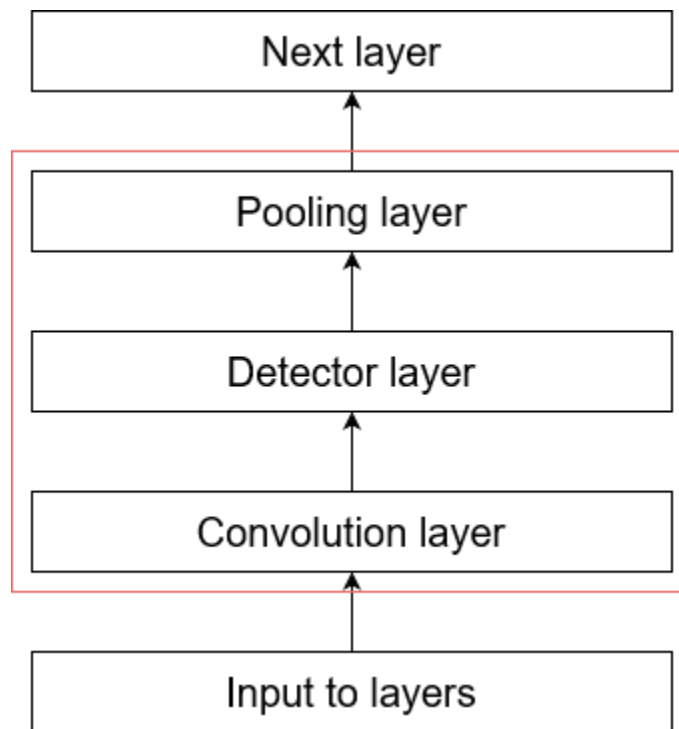 Next layer
Pooling layer
Detector layer
Convolution layer
Input to layers